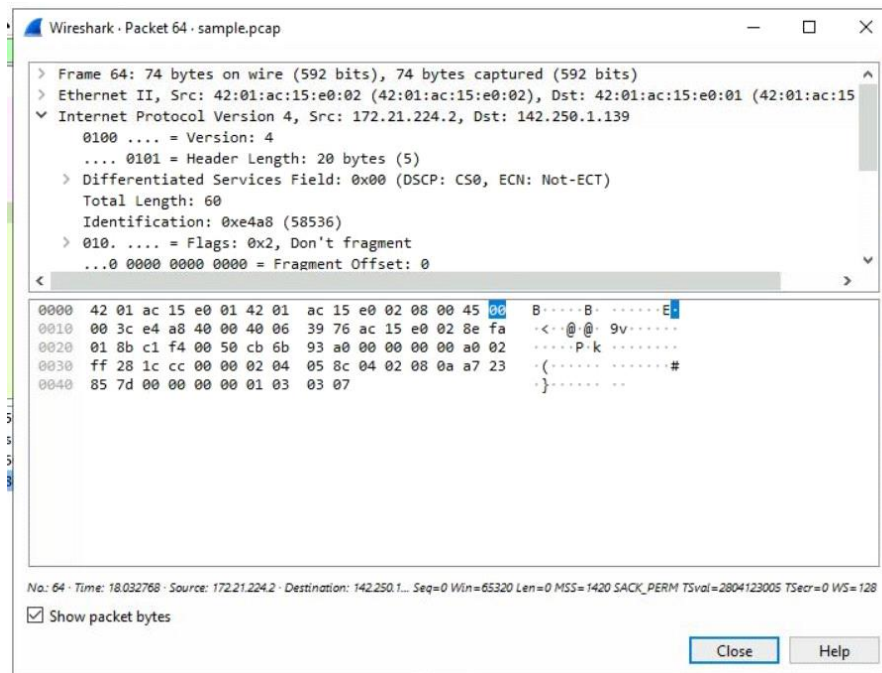 Wireshark · Packet 64 · sample.pcap
Frame 64: 74 bytes on wire (592 bits), 74 bytes captured (592 bits)
Ethernet II, Src: 42:01:ac:15:e0:02 (42:01:ac:15:e0:02), Dst: 42:01:ac:15:e0:01 (42:01:ac:15
Internet Protocol Version 4, Src: 172.21.224.2, Dst: 142.250.1.139
0100 .... = Version: 4
.... 0101 = Header Length: 20 bytes (5)
Differentiated Services Field: 0x00 (DSCP: CS0, ECN: Not-ECT)
Total Length: 60
Identification: 0xe4a8 (58536)
010. .... = Flags: 0x2, Don't fragment
...0 0000 0000 0000 = Fragment Offset: 0
0000 42 01 ac 15 e0 01 42 01 ac 15 e0 02 08 00 45 00 B·····B· ······E·
0010 00 3c e4 a8 40 00 40 06 39 76 ac 15 e0 02 8e fa ·<··@·@· 9v······
0020 01 8b c1 f4 00 50 cb 6b 93 a0 00 00 00 00 a0 02 ·····P·k ········
0030 ff 28 1c cc 00 00 02 04 05 8c 04 02 08 0a a7 23 ·(······ ·······#
0040 85 7d 00 00 00 00 01 03 03 07 ·}······ ··
No.: 64 · Time: 18.032768 · Source: 172.21.224.2 · Destination: 142.250.1... Seq=0 Win=65320 Len=0 MSS=1420 SACK_PERM TSval=2804123005 TSecr=0 WS=128
Show packet bytes
Close Help